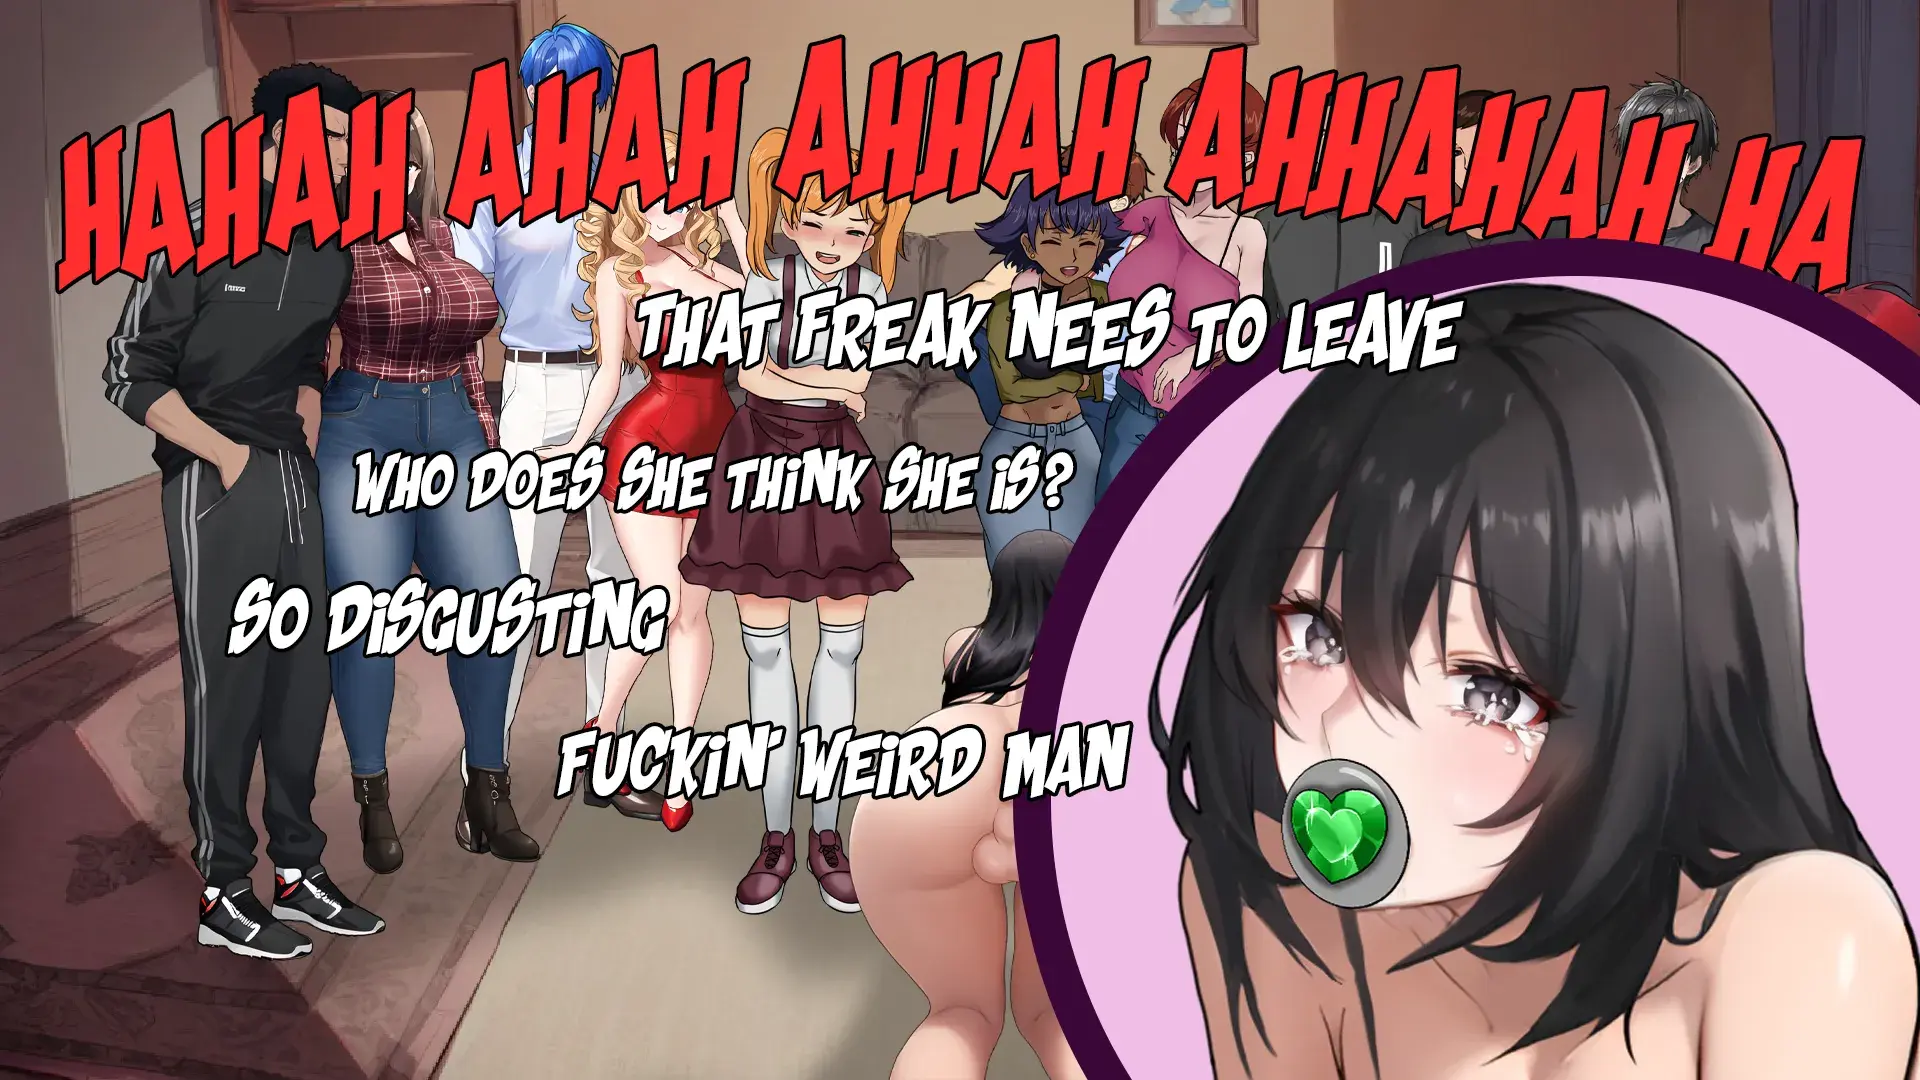 HAHAH AHAH AHHAH AHHAHAH HA
THAT FREAK NEES TO LEAVE
WHO DOES SHE THINK SHE IS?
SO DISGUSTING
FUCKIN' WEIRD MAN